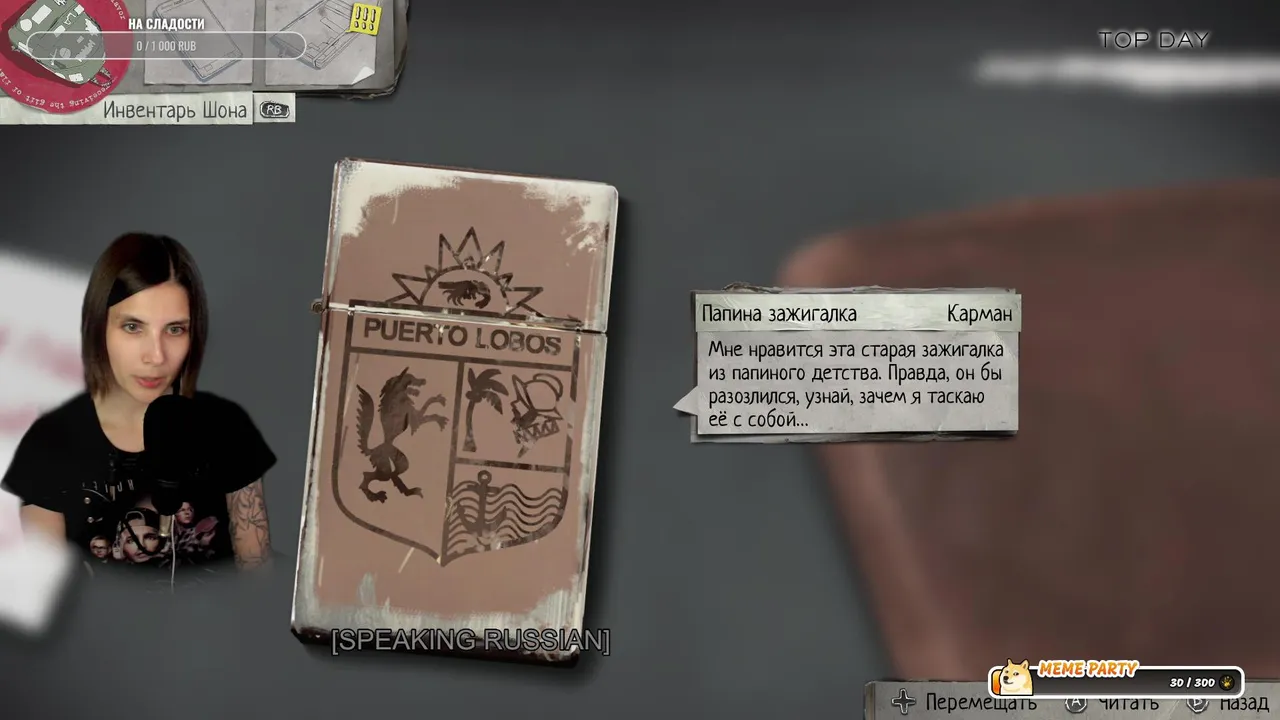 НА СЛАДОСТИ
0 / 1 000 RUB
TOP DAY
Инвентарь Шона RB
PUERTO LOBOS
Папина зажигалка Карман
Мне нравится эта старая зажигалка
из папиного детства. Правда, он бы
разозлился, узнай, зачем я таскаю
её с собой...
[SPEAKING RUSSIAN]
MEME PARTY
30 / 300
Перемещать A Читать B Назад